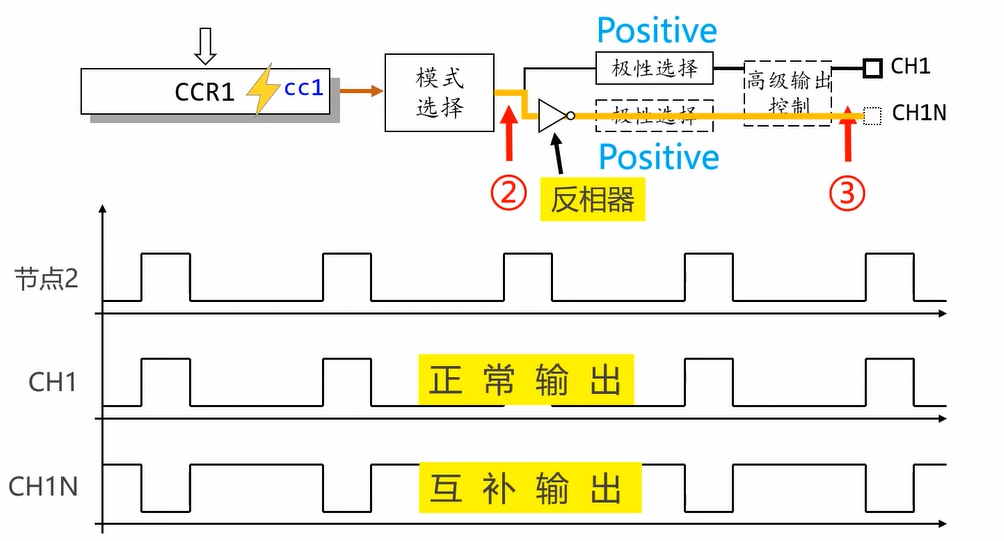 Positive
CCR1 cc1
模式
选择
极性选择
高级输出
控制
CH1
极性选择
CH1N
Positive
②
反相器
③
节点2
CH1
正常输出
CH1N
互补输出